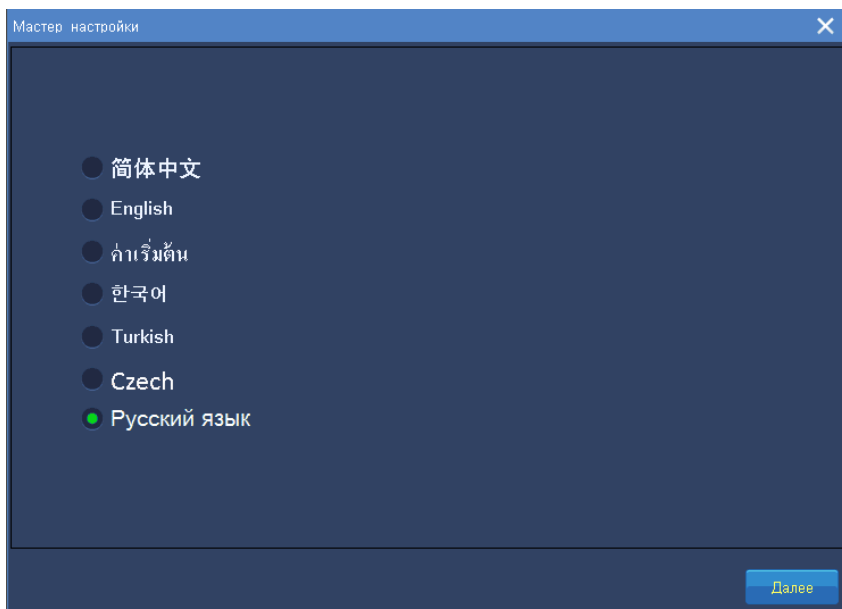 Мастер настройки
简体中文
English
ค่าเริ่มต้น
한국어
Turkish
Czech
Русский язык
Далее